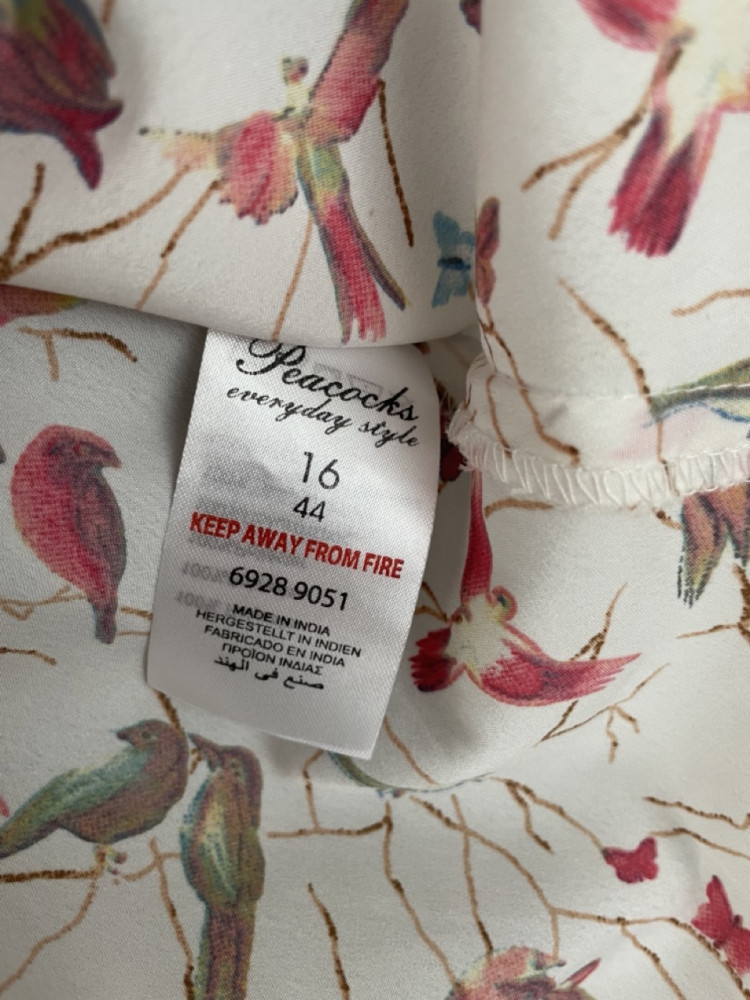 Peacocks
everyday style
16
44
KEEP AWAY FROM FIRE
6928 9051
MADE IN INDIA
HERGESTELLT IN INDIEN
FABRICADO EN INDIA
ΠΡΟΪΟΝ ΙΝΔΙΑΣ
صنع في الهند